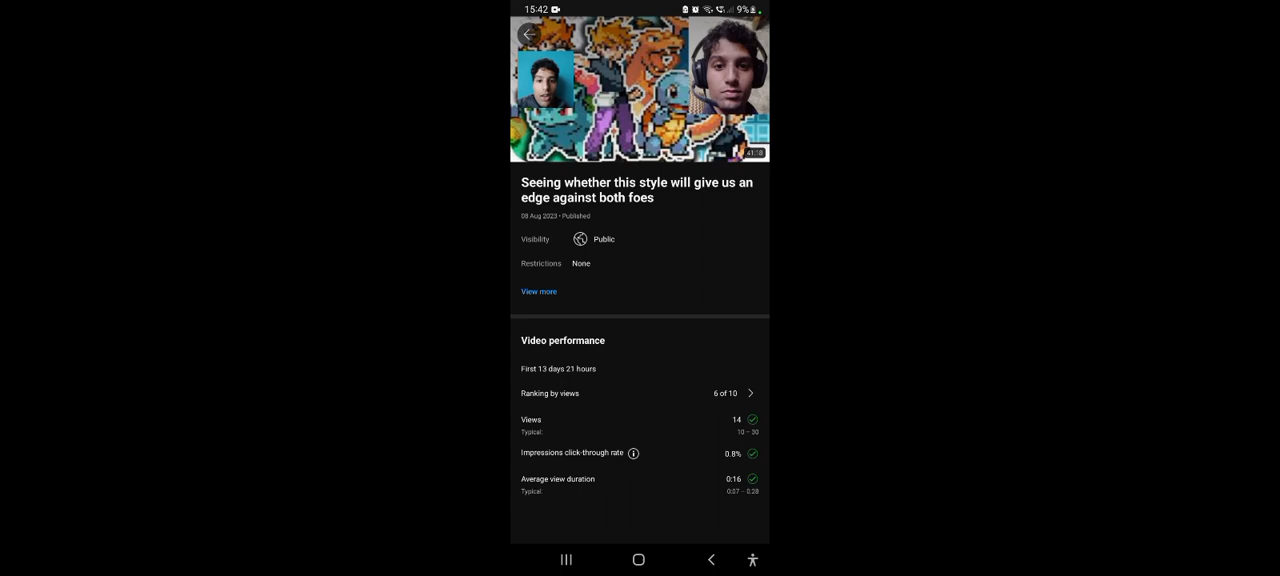 15:42
9%
41:18
Seeing whether this style will give us an
edge against both foes
08 Aug 2023 • Published
Visibility Public
Restrictions None
View more
Video performance
First 13 days 21 hours
Ranking by views 6 of 10
Views 14
Typical: 10 – 30
Impressions click-through rate 0.8%
Average view duration 0:16
Typical: 0:07 – 0:28